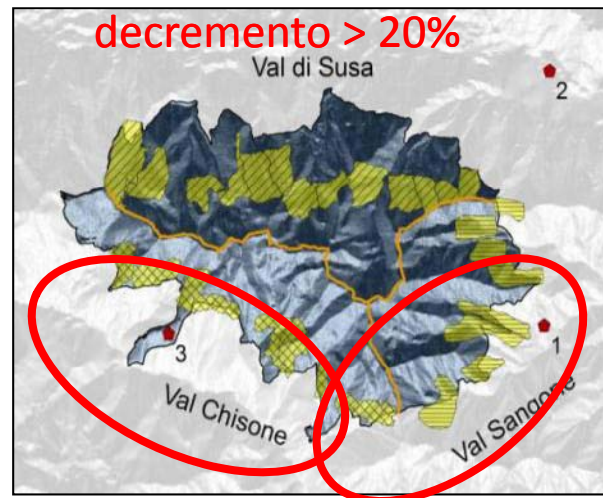 decremento > 20%
Val di Susa
2
1
3
Val Chisone
Val Sangone